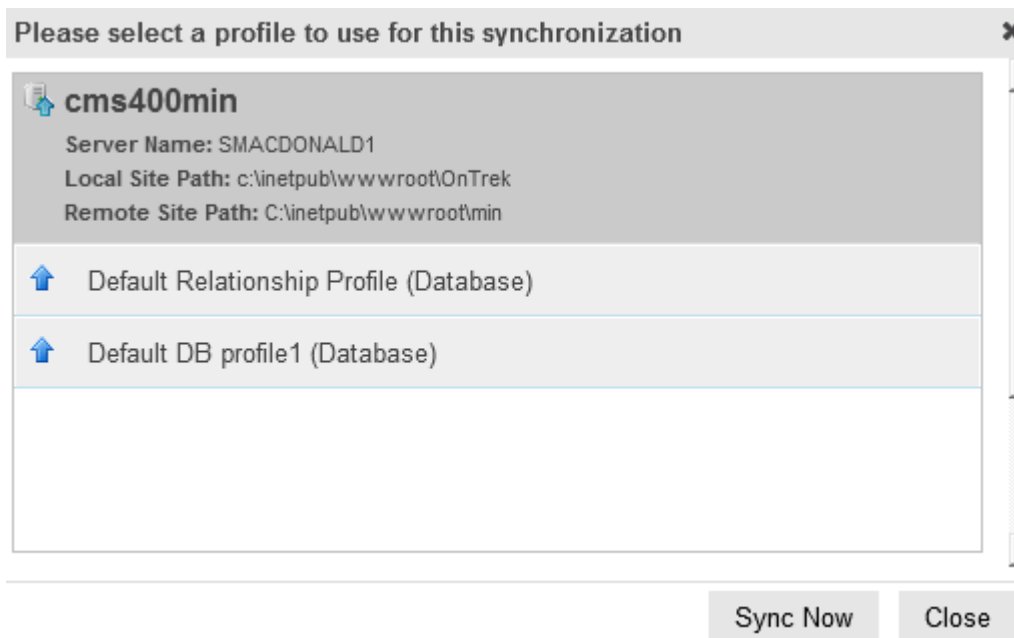 Please select a profile to use for this synchronization
cms400min
Server Name: SMACDONALD1
Local Site Path: c:\inetpub\wwwroot\OnTrek
Remote Site Path: C:\inetpub\wwwroot\min
Default Relationship Profile (Database)
Default DB profile1 (Database)
Sync Now Close